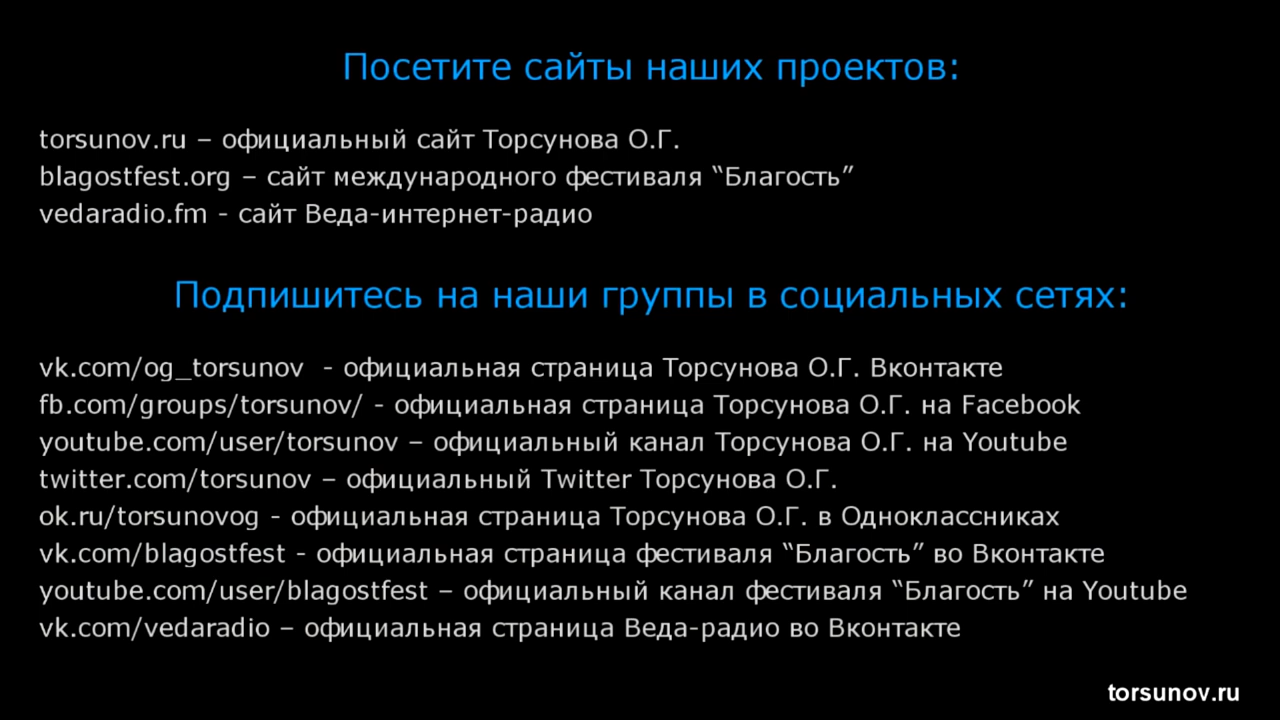 Посетите сайты наших проектов:
torsunov.ru – официальный сайт Торсунова О.Г.
blagostfest.org – сайт международного фестиваля “Благость”
vedaradio.fm - сайт Веда-интернет-радио
Подпишитесь на наши группы в социальных сетях:
vk.com/og_torsunov - официальная страница Торсунова О.Г. Вконтакте
fb.com/groups/torsunov/ - официальная страница Торсунова О.Г. на Facebook
youtube.com/user/torsunov – официальный канал Торсунова О.Г. на Youtube
twitter.com/torsunov – официальный Twitter Торсунова О.Г.
ok.ru/torsunovog - официальная страница Торсунова О.Г. в Одноклассниках
vk.com/blagostfest - официальная страница фестиваля “Благость” во Вконтакте
youtube.com/user/blagostfest – официальный канал фестиваля “Благость” на Youtube
vk.com/vedaradio – официальная страница Веда-радио во Вконтакте
torsunov.ru